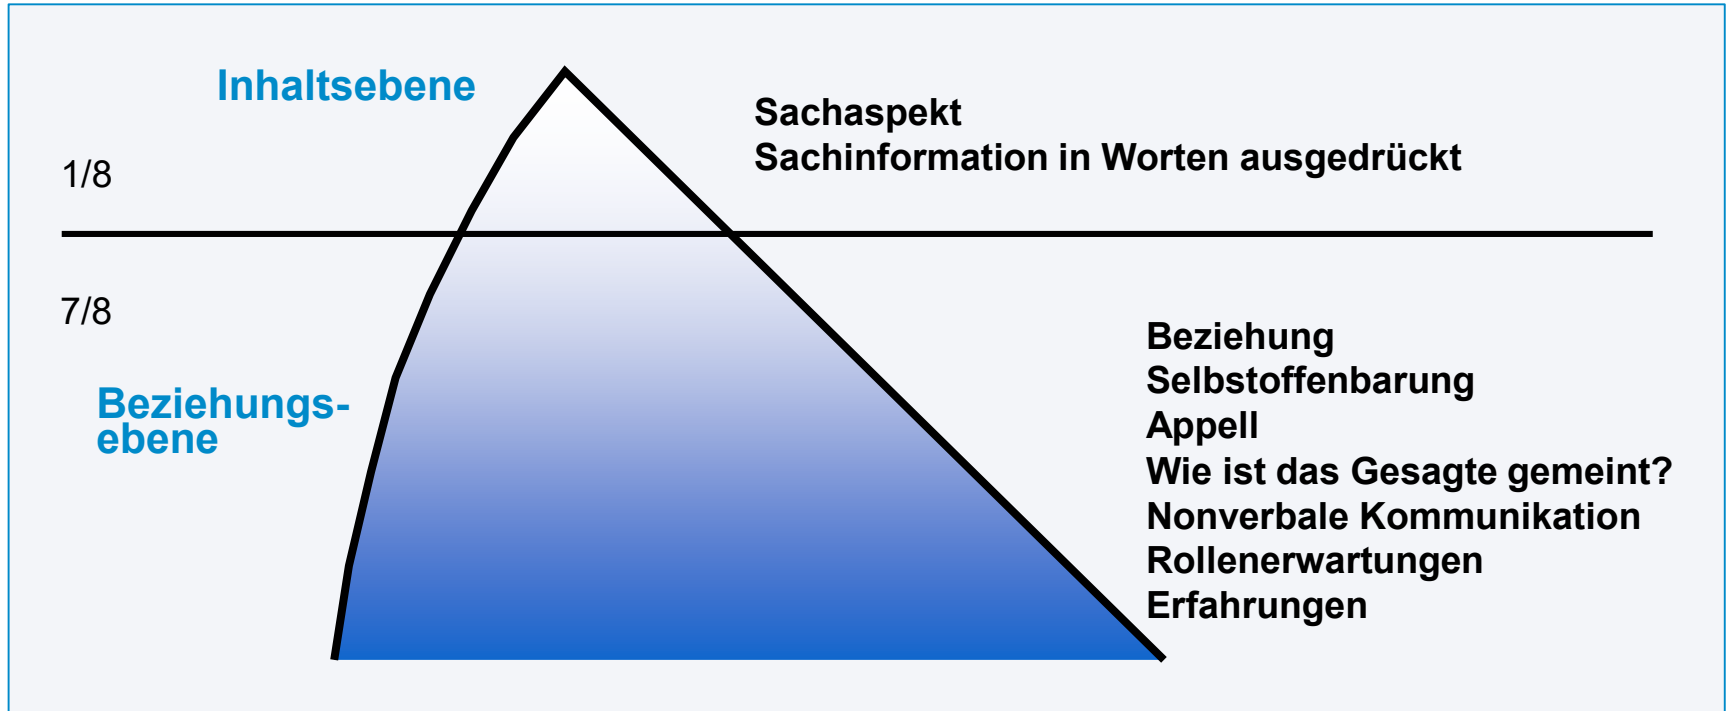 Inhaltsebene
Sachaspekt
Sachinformation in Worten ausgedrückt
1/8
7/8
Beziehungs-
ebene
Beziehung
Selbstoffenbarung
Appell
Wie ist das Gesagte gemeint?
Nonverbale Kommunikation
Rollenerwartungen
Erfahrungen